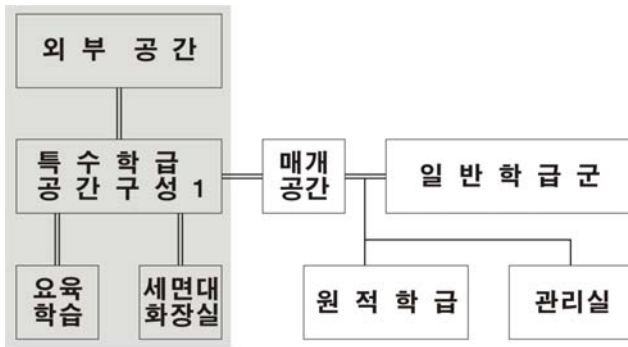 외부 공간
특수학급
공간구성 1
매개
공간
일반학급군
요육
학습
세면대
화장실
원적학급
관리실